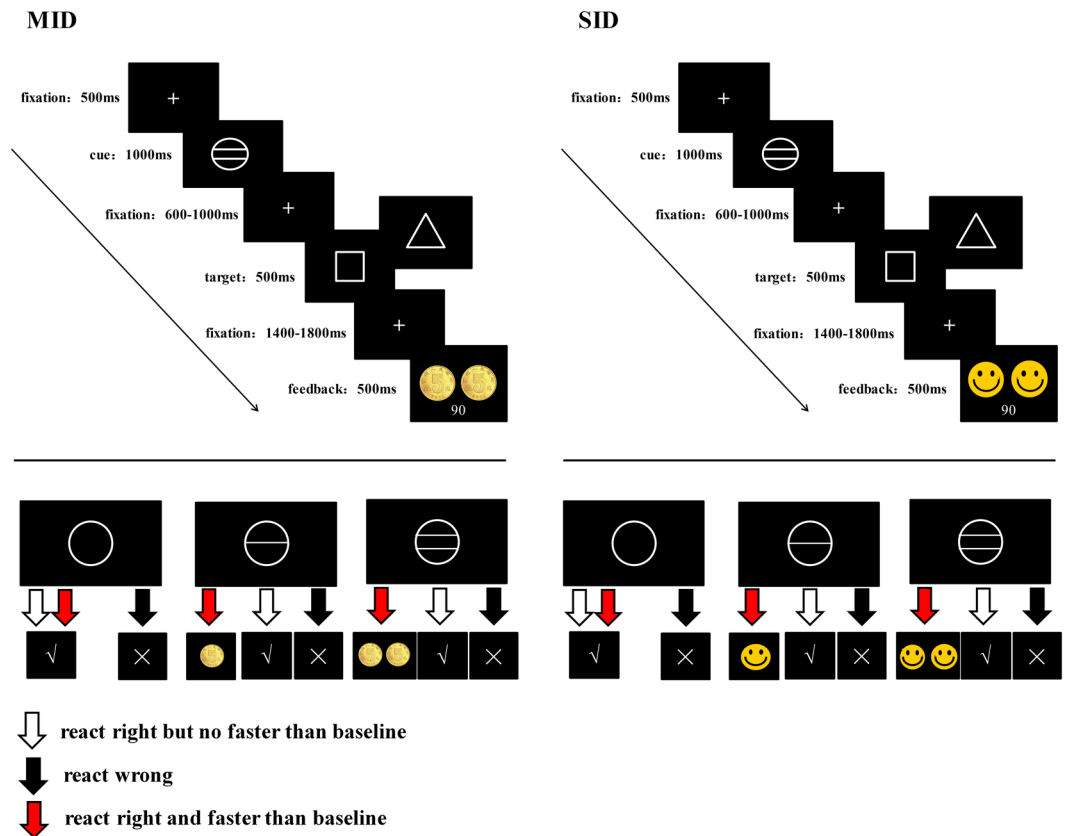 MID
fixation: 500ms
cue: 1000ms
fixation: 600-1000ms
target: 500ms
fixation: 1400-1800ms
feedback: 500ms
5 5
90
√ × √ × √ ×
SID
fixation: 500ms
cue: 1000ms
fixation: 600-1000ms
target: 500ms
fixation: 1400-1800ms
feedback: 500ms
90
√ × √ × √ ×
react right but no faster than baseline
react wrong
react right and faster than baseline